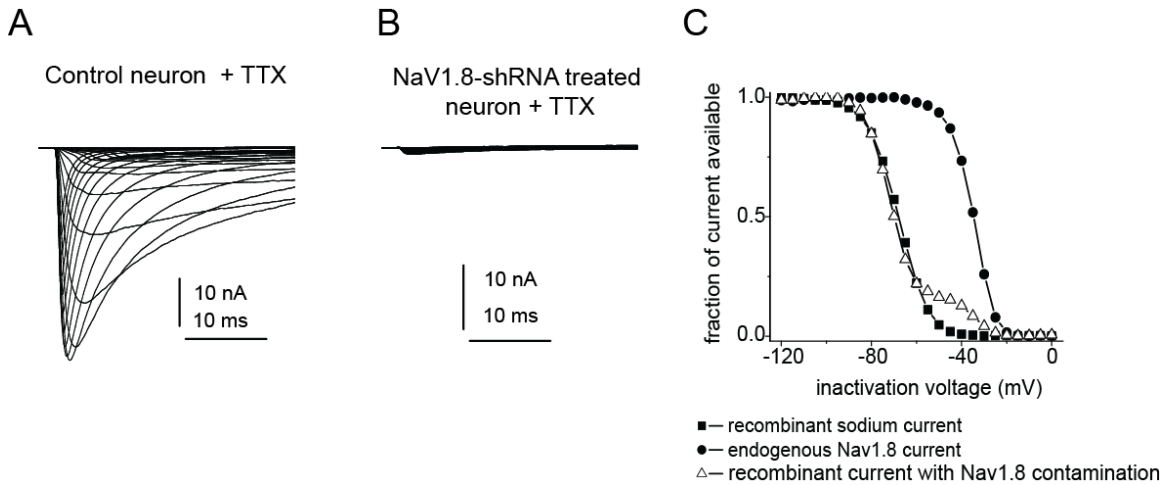 A
Control neuron + TTX
10 nA
10 ms
B
NaV1.8-shRNA treated
neuron + TTX
10 nA
10 ms
C
fraction of current available
1.0
0.5
0.0
-120
-80
-40
0
inactivation voltage (mV)
recombinant sodium current
endogenous Nav1.8 current
recombinant current with Nav1.8 contamination